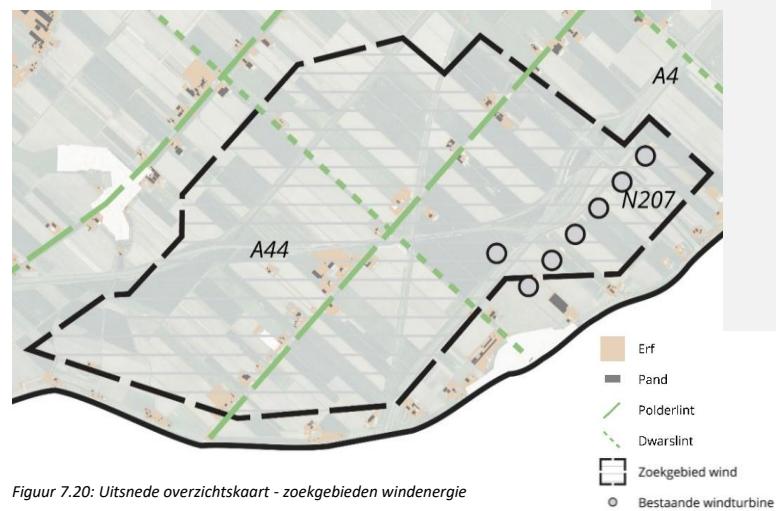 A4
N207
A44
Erf
Pand
Polderlint
Dwarslint
Zoekgebied wind
Bestaande windturbine
Figuur 7.20: Uitsnede overzichtskaart - zoekgebieden windenergie